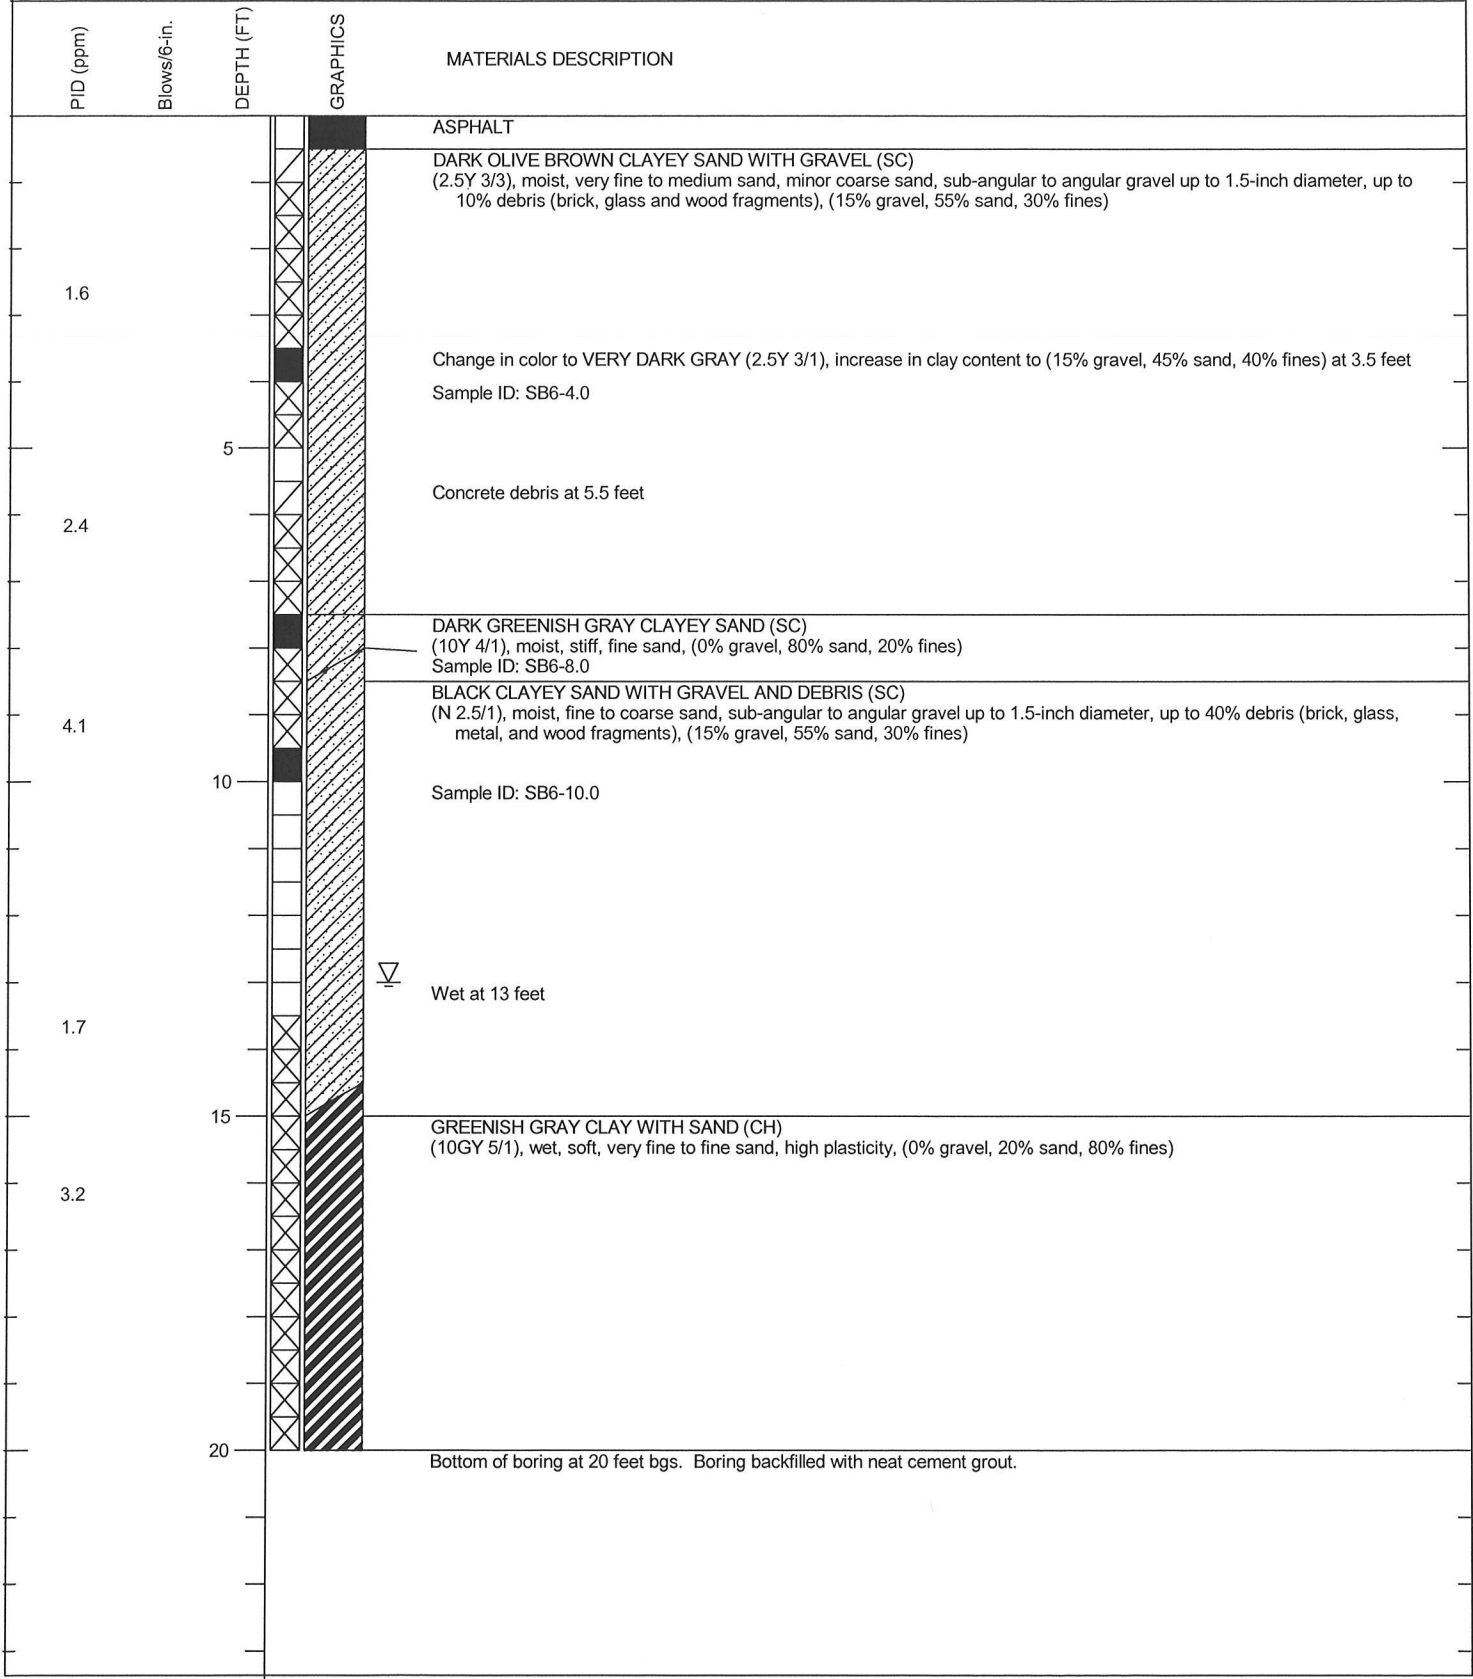 PID (ppm)
Blows/6-in.
DEPTH (FT)
GRAPHICS
MATERIALS DESCRIPTION
ASPHALT
DARK OLIVE BROWN CLAYEY SAND WITH GRAVEL (SC)
(2.5Y 3/3), moist, very fine to medium sand, minor coarse sand, sub-angular to angular gravel up to 1.5-inch diameter, up to
10% debris (brick, glass and wood fragments), (15% gravel, 55% sand, 30% fines)
1.6
Change in color to VERY DARK GRAY (2.5Y 3/1), increase in clay content to (15% gravel, 45% sand, 40% fines) at 3.5 feet
Sample ID: SB6-4.0
5
Concrete debris at 5.5 feet
2.4
DARK GREENISH GRAY CLAYEY SAND (SC)
(10Y 4/1), moist, stiff, fine sand, (0% gravel, 80% sand, 20% fines)
Sample ID: SB6-8.0
BLACK CLAYEY SAND WITH GRAVEL AND DEBRIS (SC)
(N 2.5/1), moist, fine to coarse sand, sub-angular to angular gravel up to 1.5-inch diameter, up to 40% debris (brick, glass,
metal, and wood fragments), (15% gravel, 55% sand, 30% fines)
4.1
10
Sample ID: SB6-10.0
Wet at 13 feet
1.7
15
GREENISH GRAY CLAY WITH SAND (CH)
(10GY 5/1), wet, soft, very fine to fine sand, high plasticity, (0% gravel, 20% sand, 80% fines)
3.2
20
Bottom of boring at 20 feet bgs. Boring backfilled with neat cement grout.